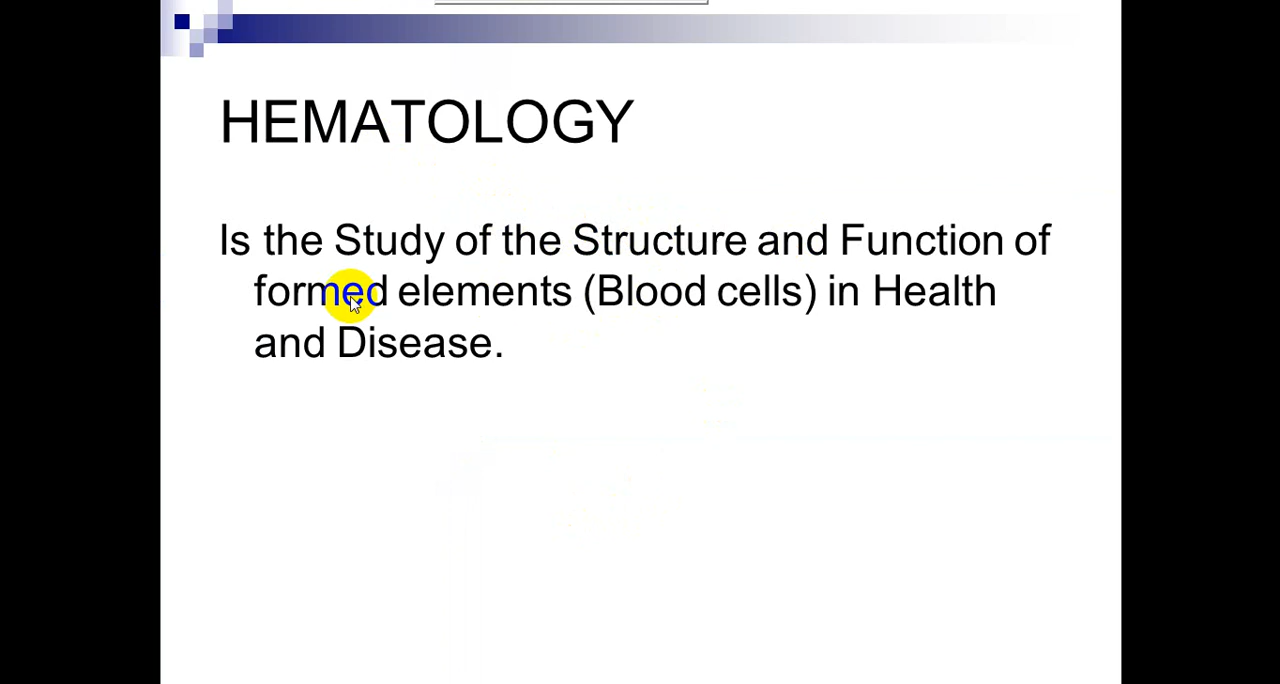 HEMATOLOGY
Is the Study of the Structure and Function of
formed elements (Blood cells) in Health
and Disease.